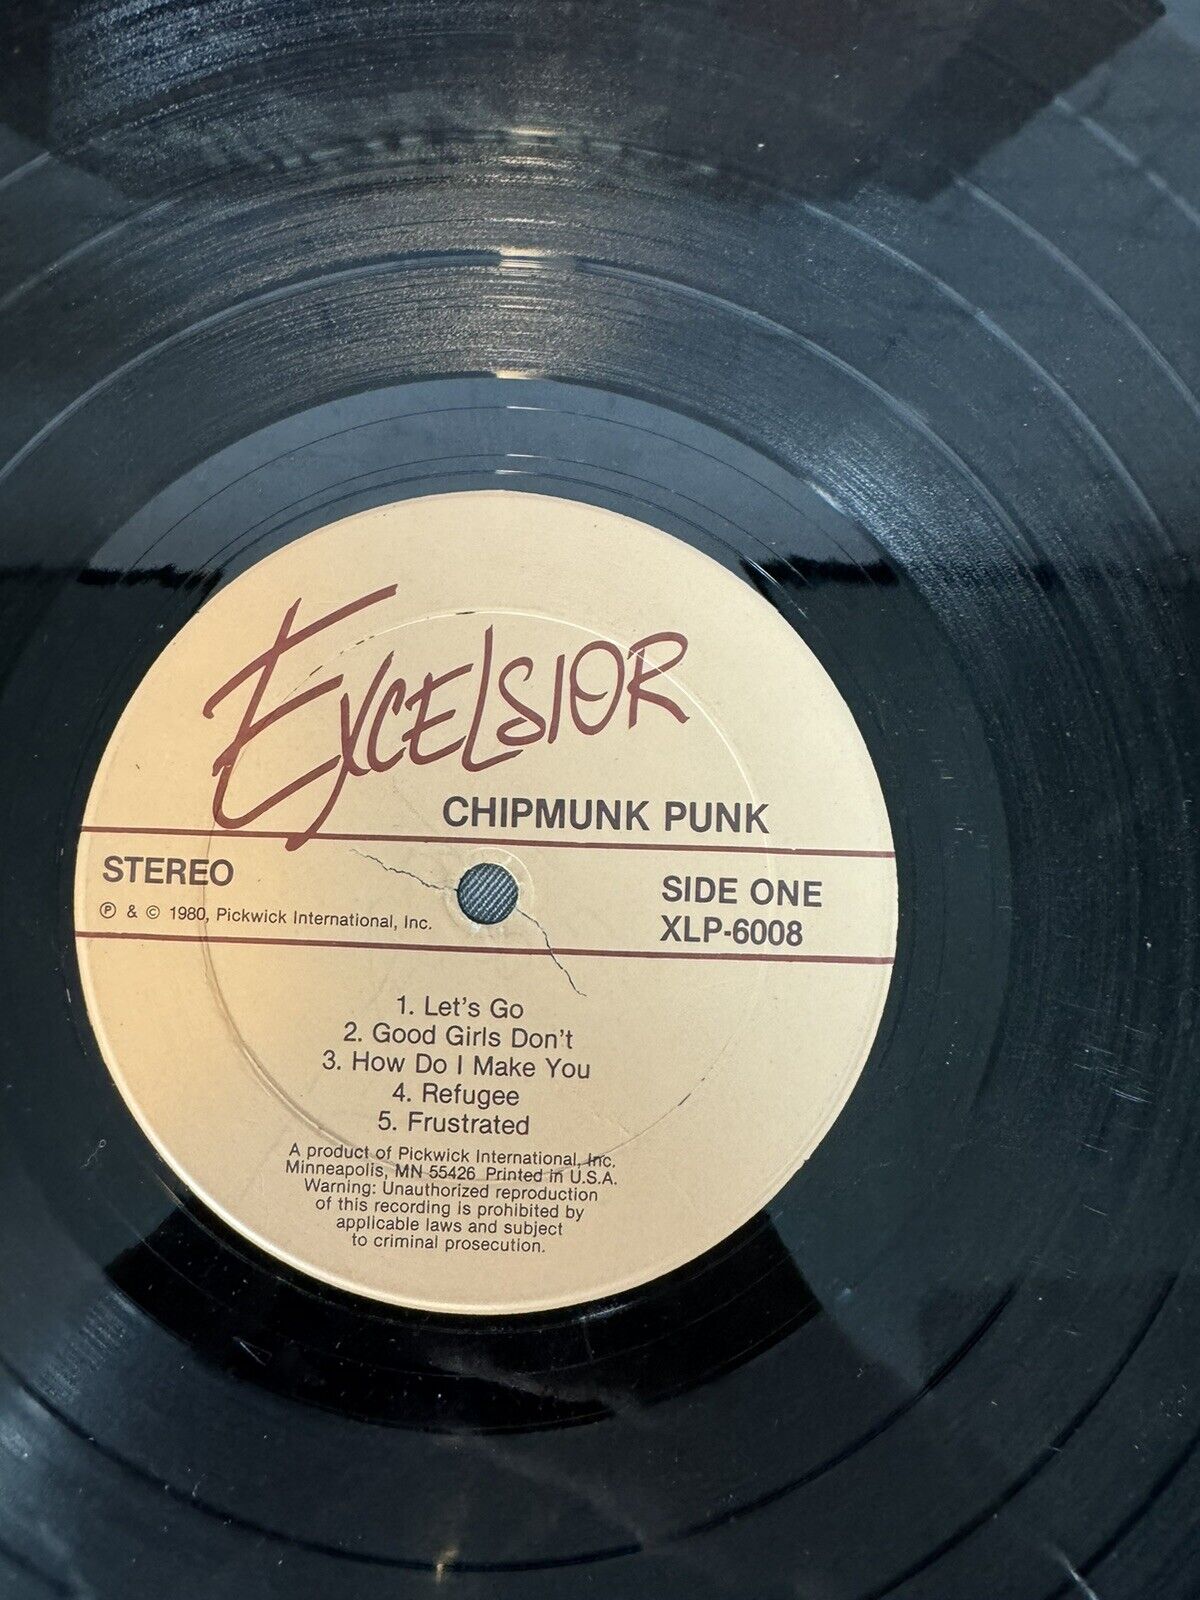 EXCELSIOR
CHIPMUNK PUNK
STEREO
℗ & © 1980, Pickwick International, Inc.
SIDE ONE
XLP-6008
1. Let's Go
2. Good Girls Don't
3. How Do I Make You
4. Refugee
5. Frustrated
A product of Pickwick International, Inc.
Minneapolis, MN 55426 Printed in U.S.A.
Warning: Unauthorized reproduction
of this recording is prohibited by
applicable laws and subject
to criminal prosecution.